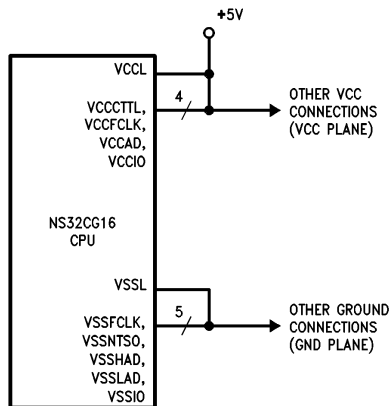 +5V
VCCL
VCCCTTL,
VCCFCLK,
VCCAD,
VCCIO
4
OTHER VCC
CONNECTIONS
(VCC PLANE)
NS32CG16
CPU
VSSL
VSSFCLK,
VSSNTSO,
VSSHAD,
VSSLAD,
VSSIO
5
OTHER GROUND
CONNECTIONS
(GND PLANE)